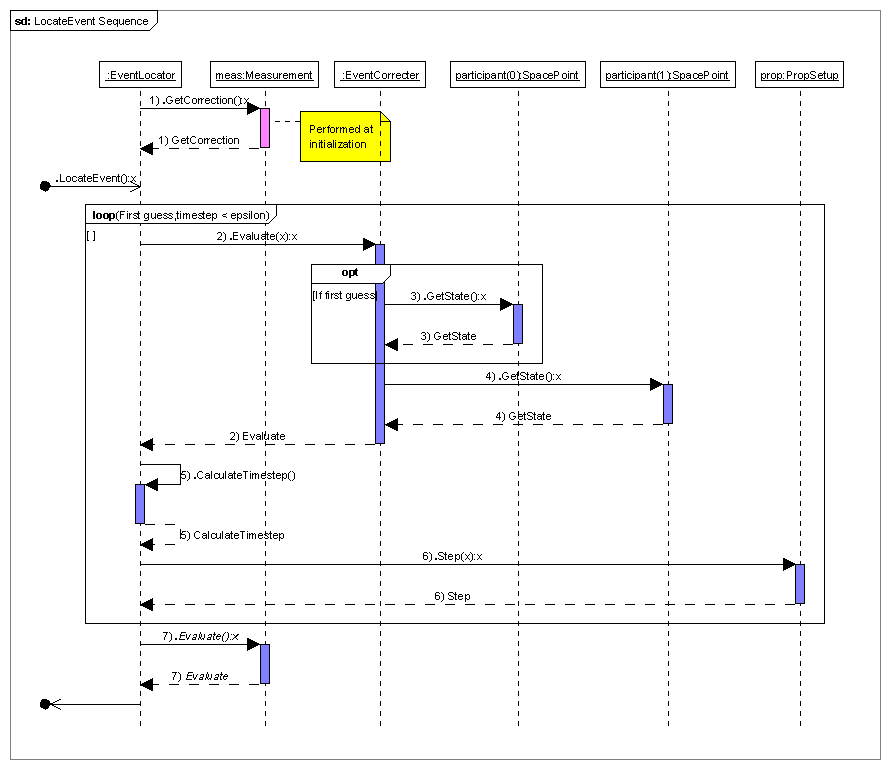 sd: LocateEvent Sequence
:EventLocator
meas:Measurement
:EventCorrecter
participant(0):SpacePoint
participant(1):SpacePoint
prop:PropSetup
1) .GetCorrection():x
Performed at
initialization
1) GetCorrection
.LocateEvent():x
loop(First guess,timestep < epsilon)
[ ]
2) .Evaluate(x):x
opt
[If first guess]
3) .GetState():x
3) GetState
4) .GetState():x
4) GetState
2) Evaluate
5) .CalculateTimestep()
5) CalculateTimestep
6) .Step(x):x
6) Step
7) .Evaluate():x
7) Evaluate